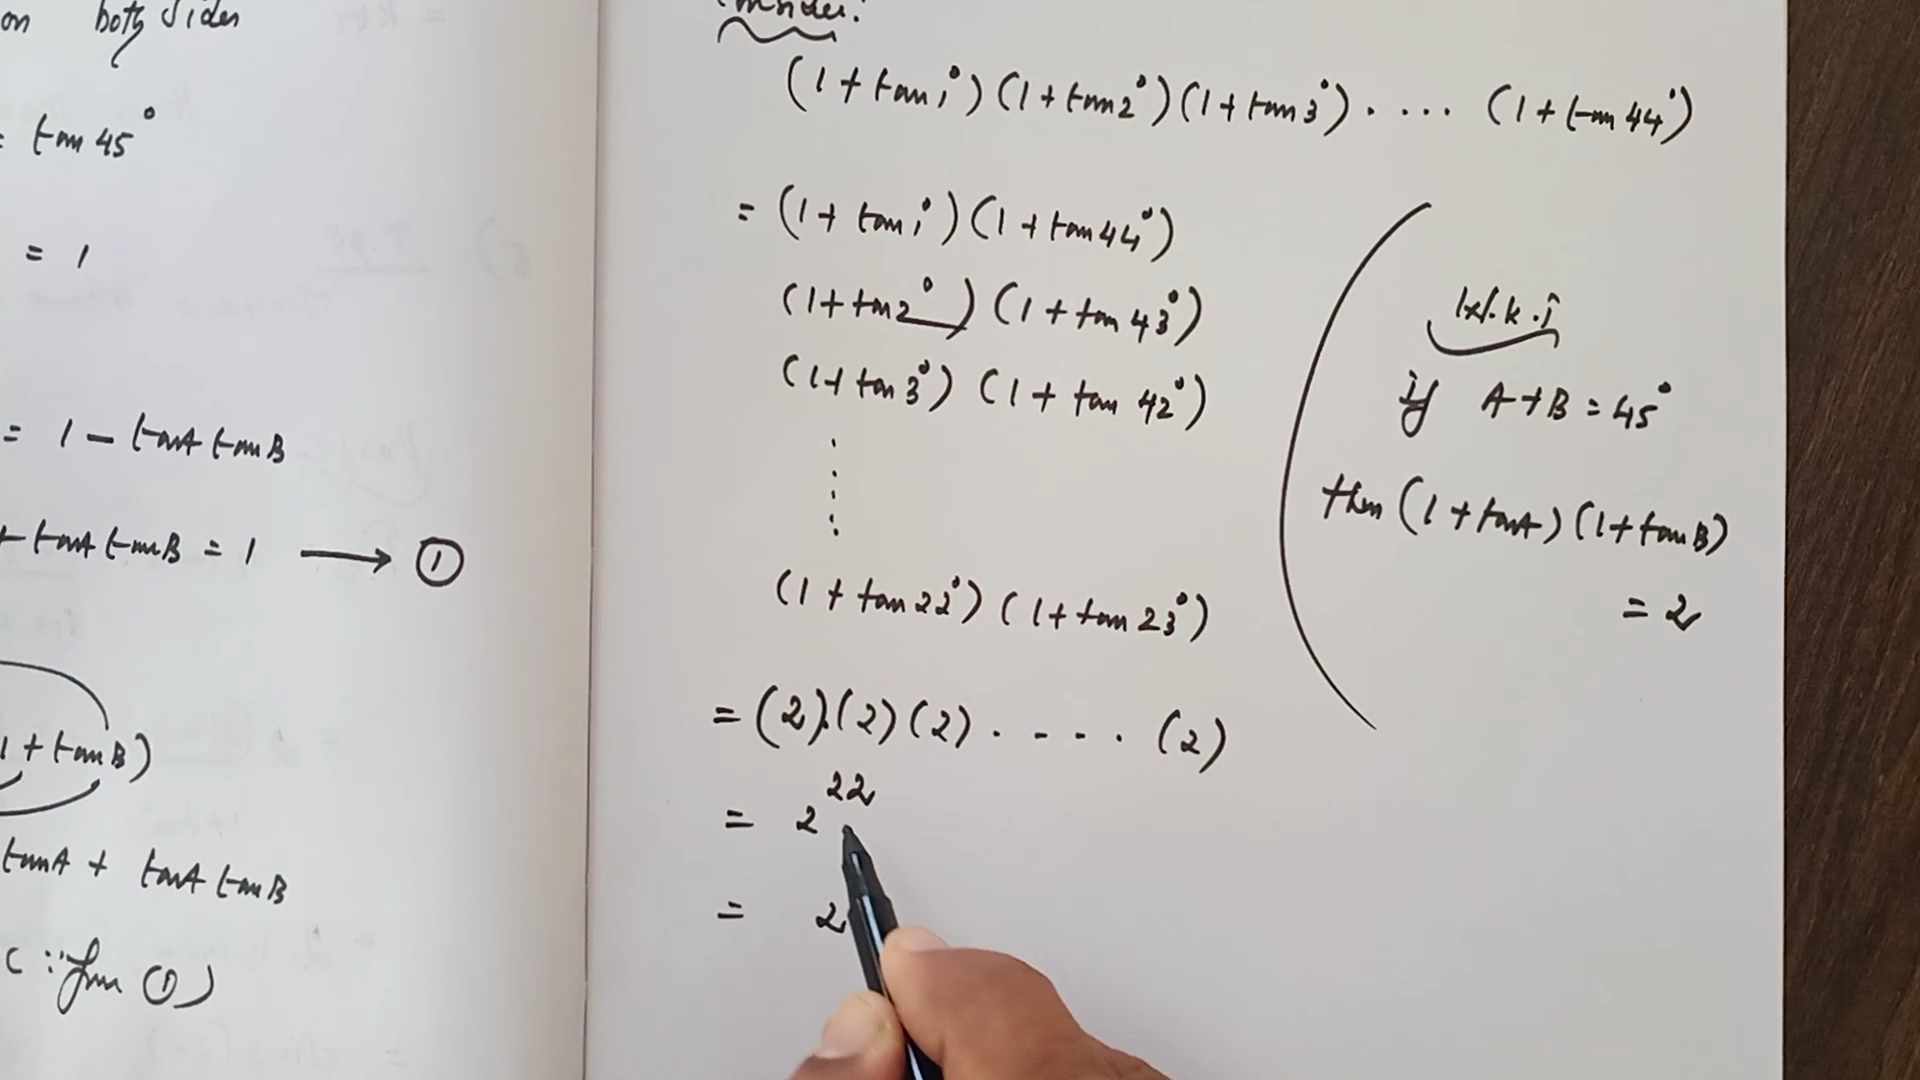 on both sides
= tan 45°
= 1
= 1 - tanA tanB
+ tanA tanB = 1 → ①
1 + tanB)
tanA + tanA tanB
(∵ from ①)
Consider:
(1 + tan 1°)(1 + tan 2°)(1 + tan 3°) . ... (1 + tan 44°)
= (1 + tan 1°)(1 + tan 44°)
(1 + tan 2°)(1 + tan 43°)
(1 + tan 3°)(1 + tan 42°)
(1 + tan 22°)(1 + tan 23°)
= (2).(2)(2) . - - - . (2)
= 2^22
= 2
W.k.t
if A+B = 45°
then (1 + tanA)(1 + tanB)
= 2